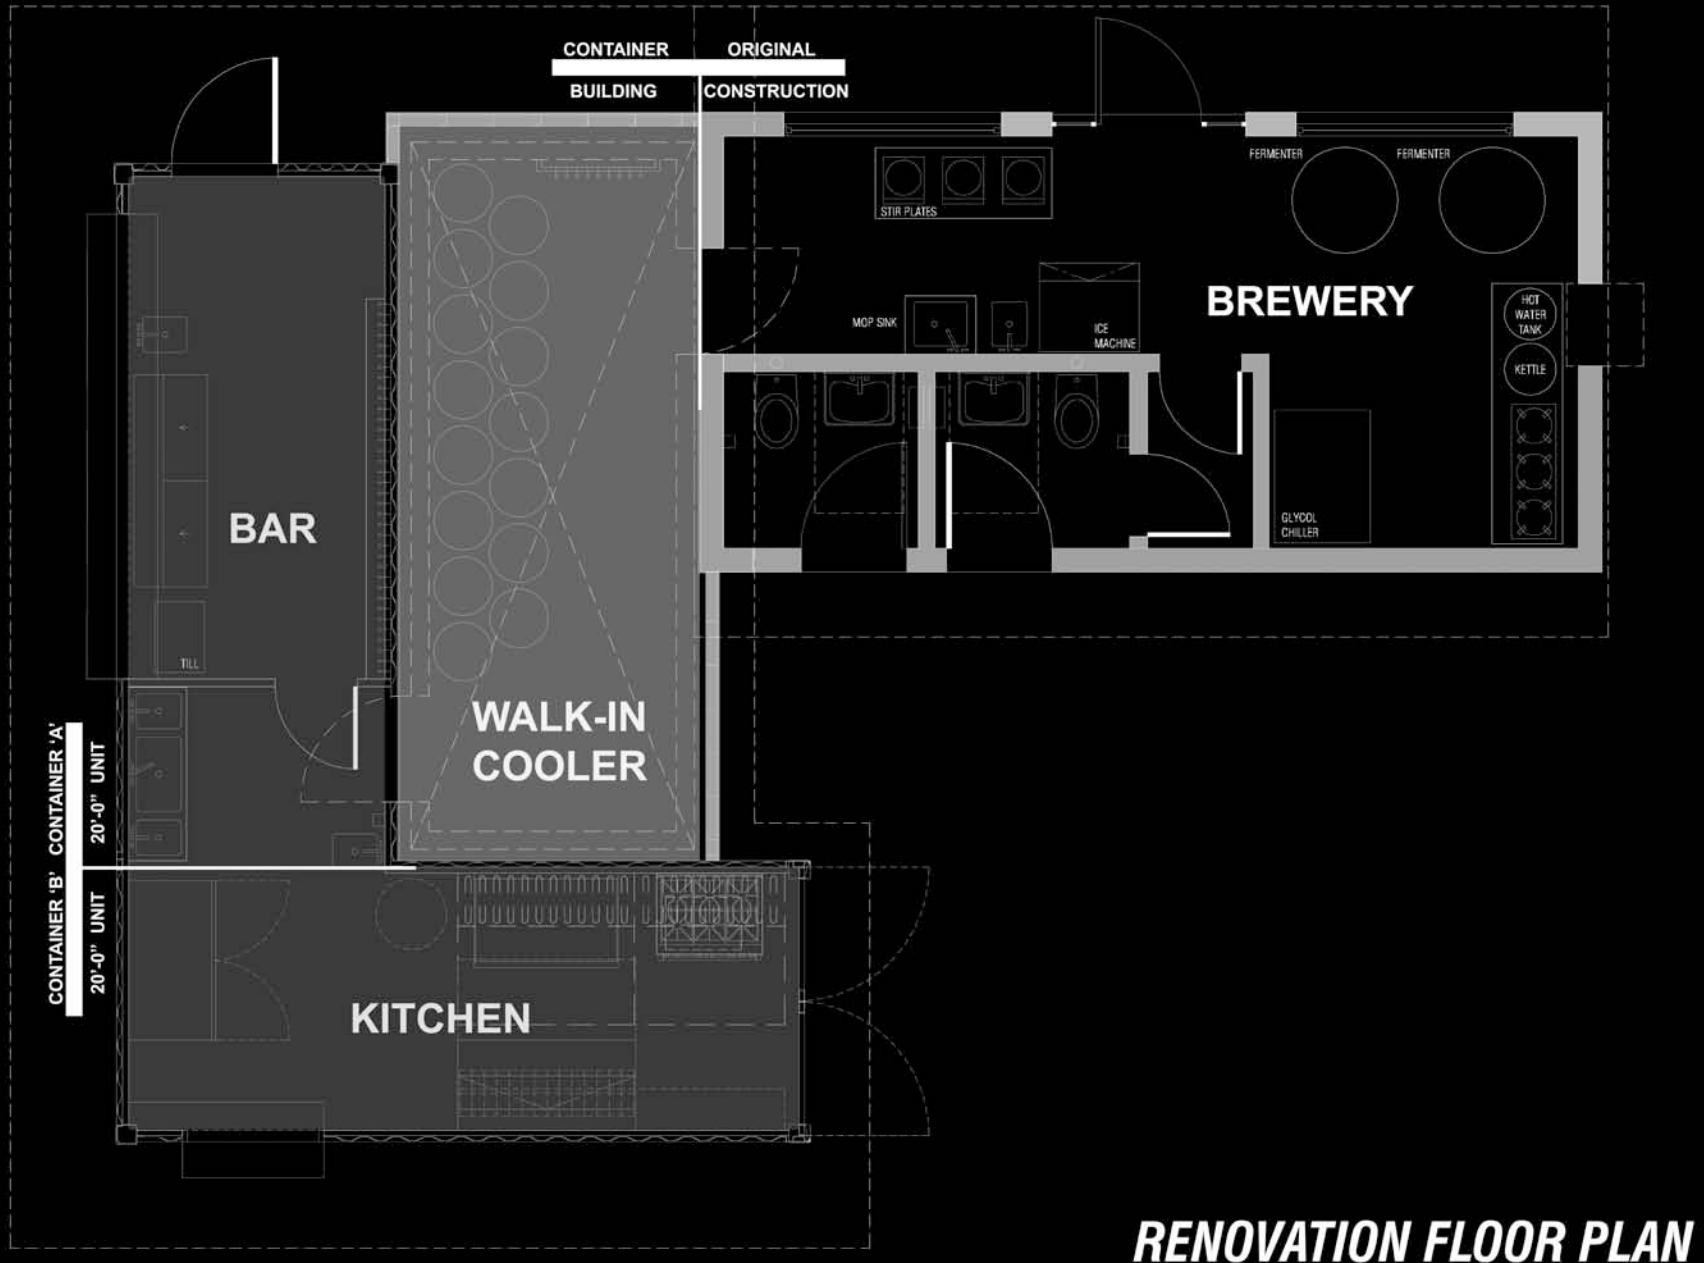 CONTAINER ORIGINAL
BUILDING CONSTRUCTION
FERMENTER
FERMENTER
STIR PLATES
BREWERY
HOT
WATER
TANK
MOP SINK
ICE
MACHINE
KETTLE
BAR
GLYCOL
CHILLER
TILL
WALK-IN
COOLER
CONTAINER 'A'
20'-0" UNIT
CONTAINER 'B'
20'-0" UNIT
KITCHEN
RENOVATION FLOOR PLAN